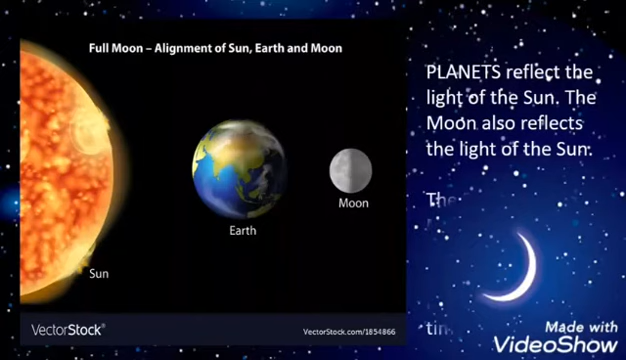 Full Moon – Alignment of Sun, Earth and Moon
PLANETS reflect the
light of the Sun. The
Moon also reflects
the light of the Sun.
Moon
Earth
Sun
VectorStock®
VectorStock.com/1854866
Made with
VideoShow